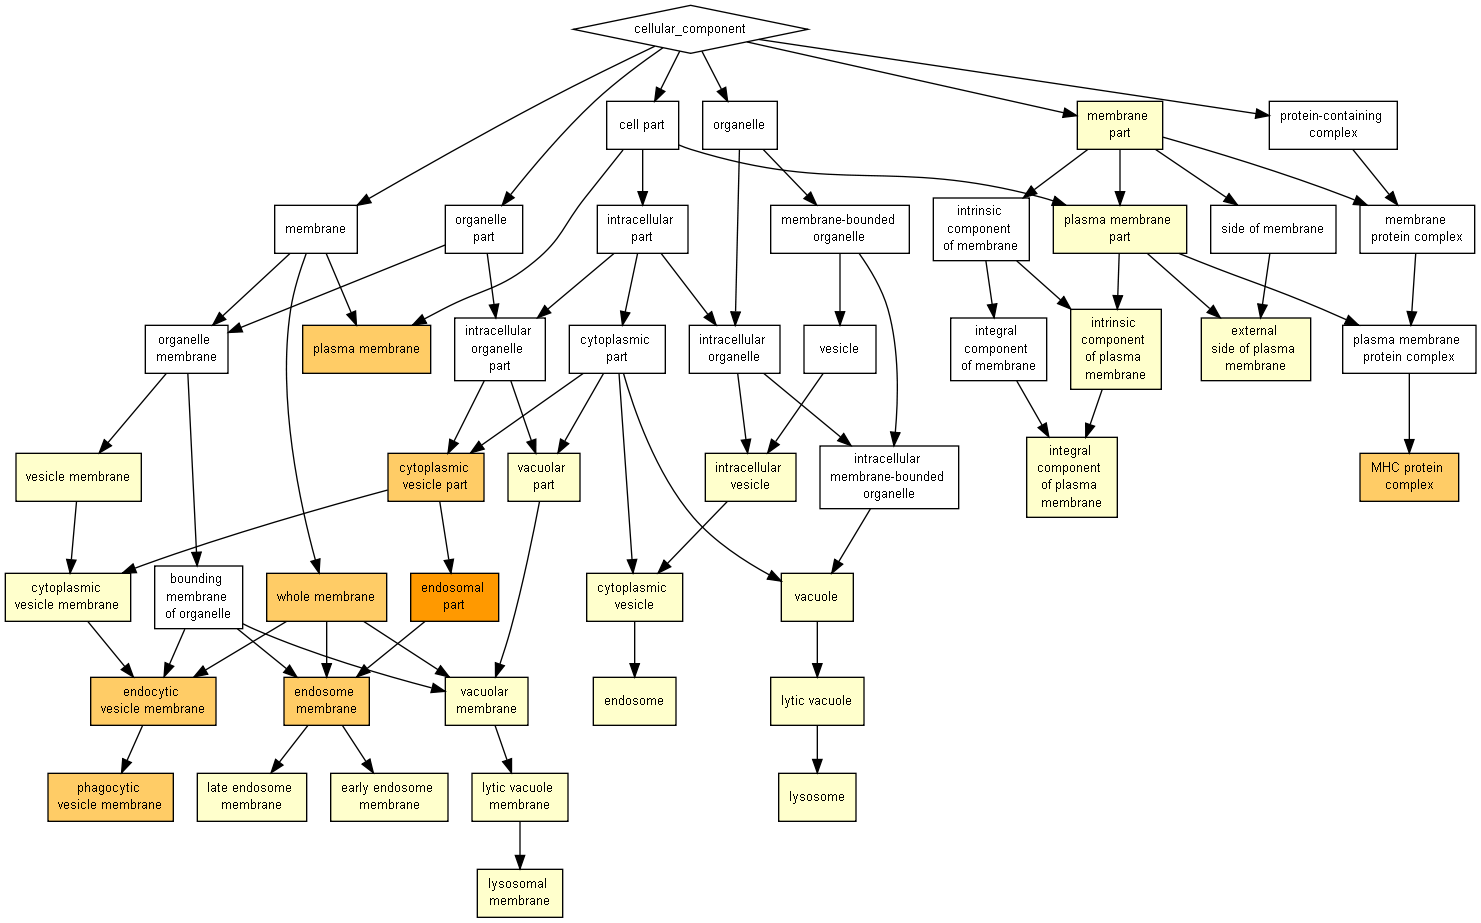 cellular_component
cell part
organelle
membrane
part
protein-containing
complex
membrane
organelle
part
intracellular
part
membrane-bounded
organelle
intrinsic
component
of membrane
plasma membrane
part
side of membrane
membrane
protein complex
organelle
membrane
plasma membrane
intracellular
organelle
part
cytoplasmic
part
intracellular
organelle
vesicle
integral
component
of membrane
intrinsic
component
of plasma
membrane
external
side of plasma
membrane
plasma membrane
protein complex
vesicle membrane
cytoplasmic
vesicle part
vacuolar
part
intracellular
vesicle
intracellular
membrane-bounded
organelle
integral
component
of plasma
membrane
MHC protein
complex
cytoplasmic
vesicle membrane
bounding
membrane
of organelle
whole membrane
endosomal
part
cytoplasmic
vesicle
vacuole
endocytic
vesicle membrane
endosome
membrane
vacuolar
membrane
endosome
lytic vacuole
phagocytic
vesicle membrane
late endosome
membrane
early endosome
membrane
lytic vacuole
membrane
lysosome
lysosomal
membrane